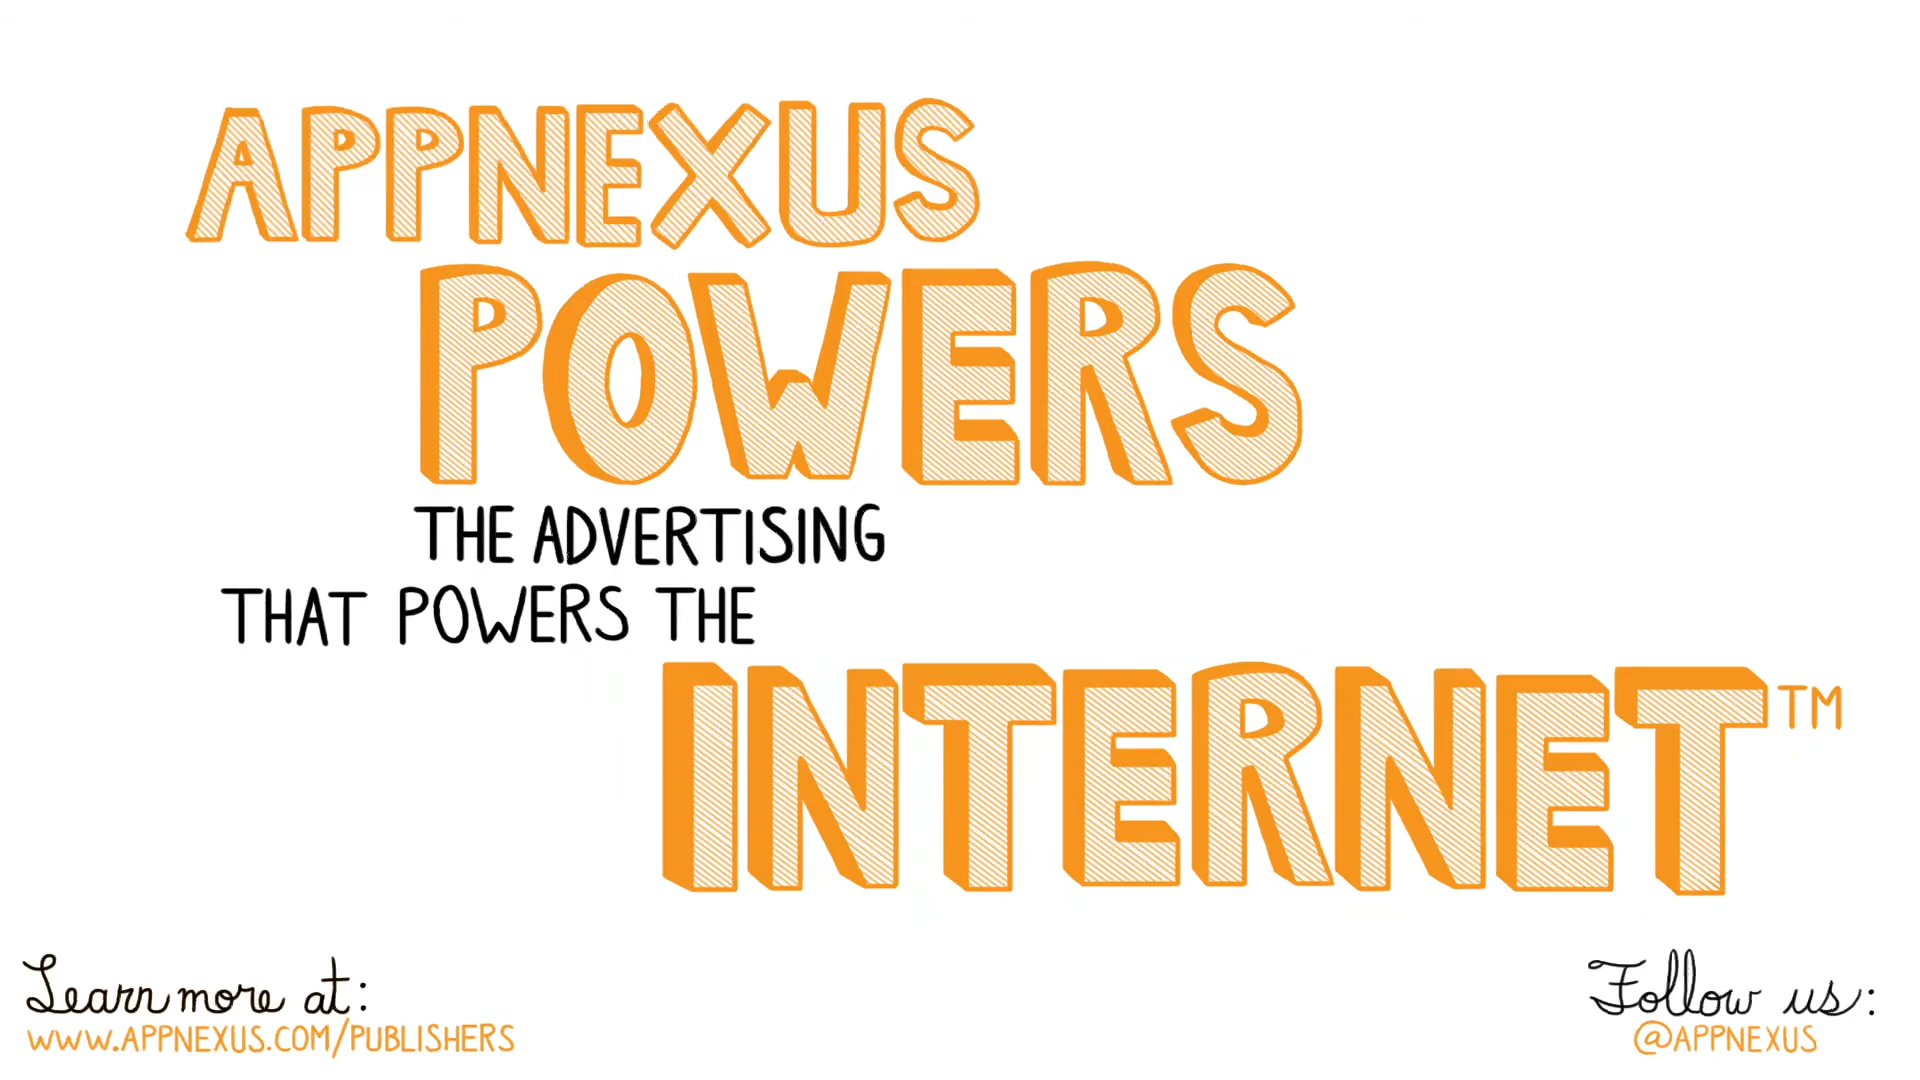 APPNEXUS
POWERS
THE ADVERTISING
THAT POWERS THE
INTERNET™
Learn more at:
WWW.APPNEXUS.COM/PUBLISHERS
Follow us:
@APPNEXUS